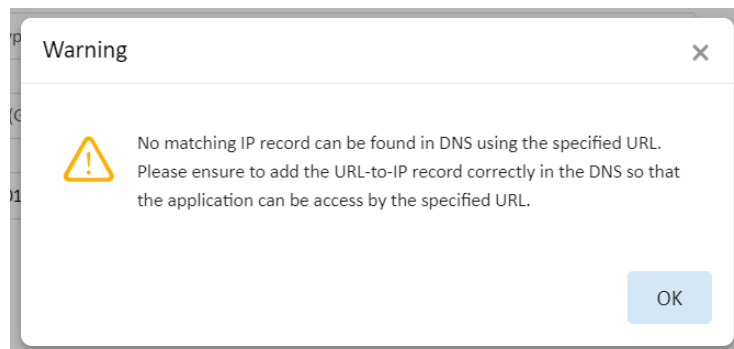 Warning
No matching IP record can be found in DNS using the specified URL.
Please ensure to add the URL-to-IP record correctly in the DNS so that
the application can be access by the specified URL.
OK